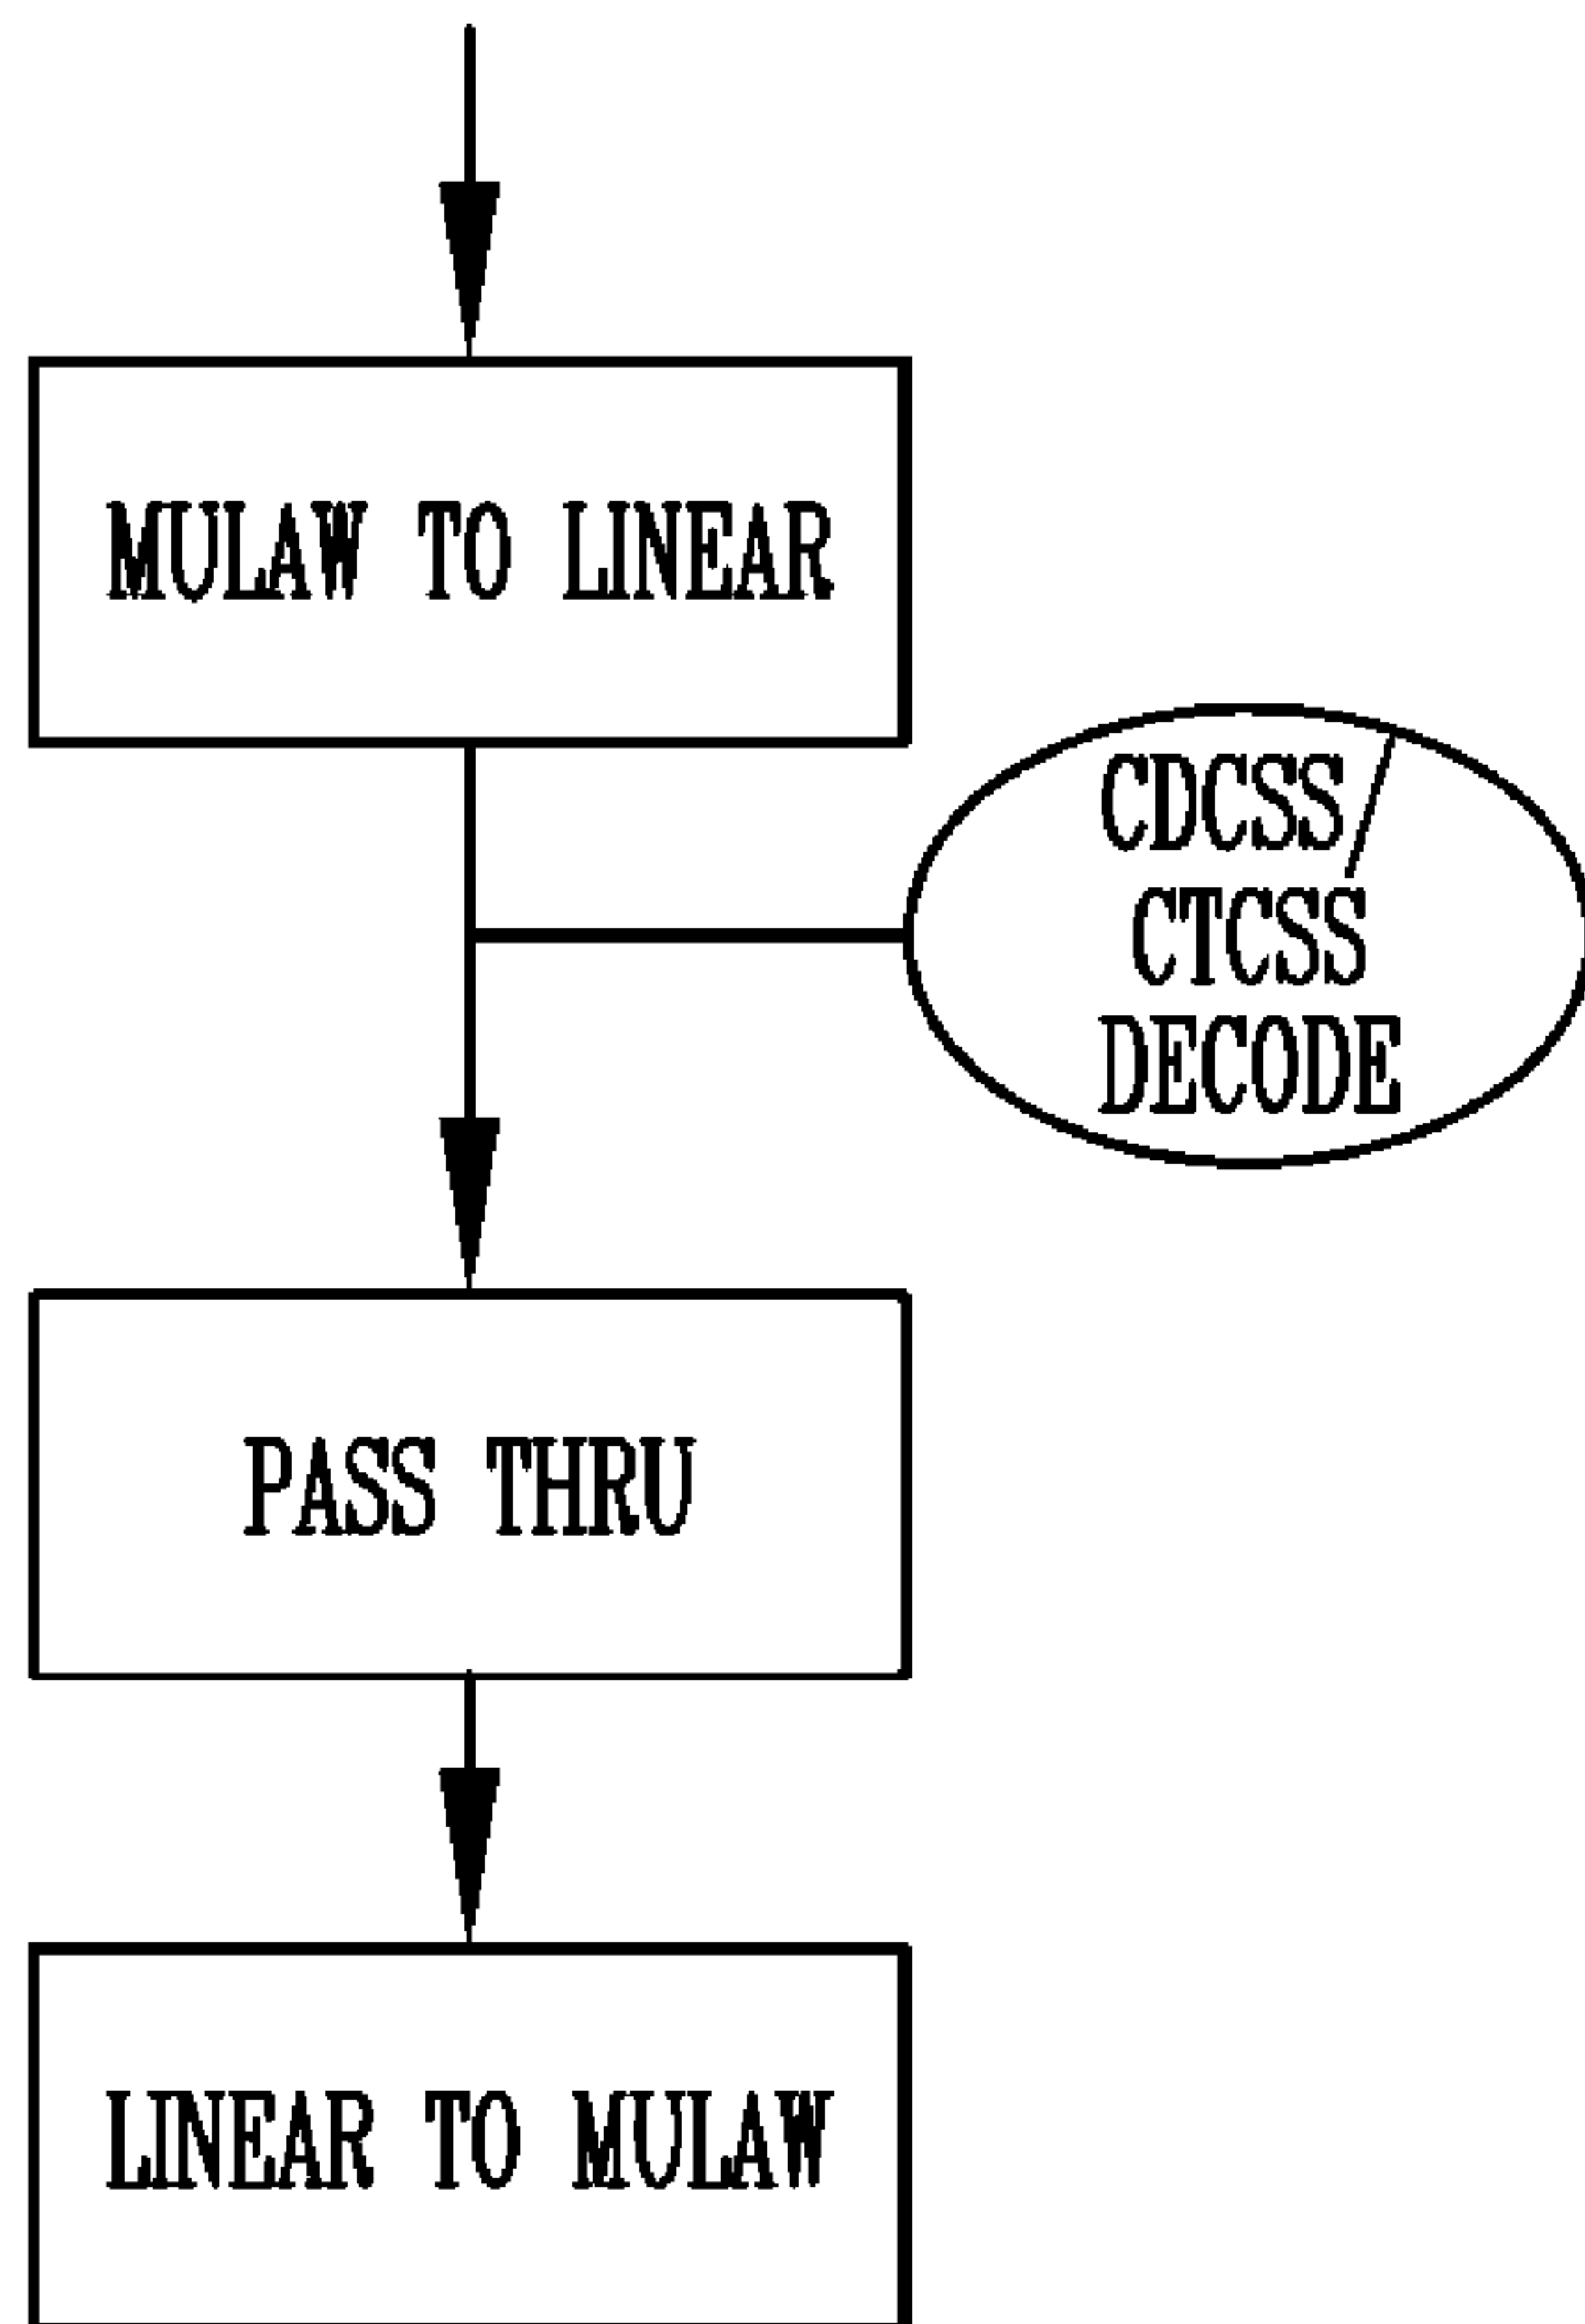 MULAW TO LINEAR
CDCSS/
CTCSS
DECODE
PASS THRU
LINEAR TO MULAW